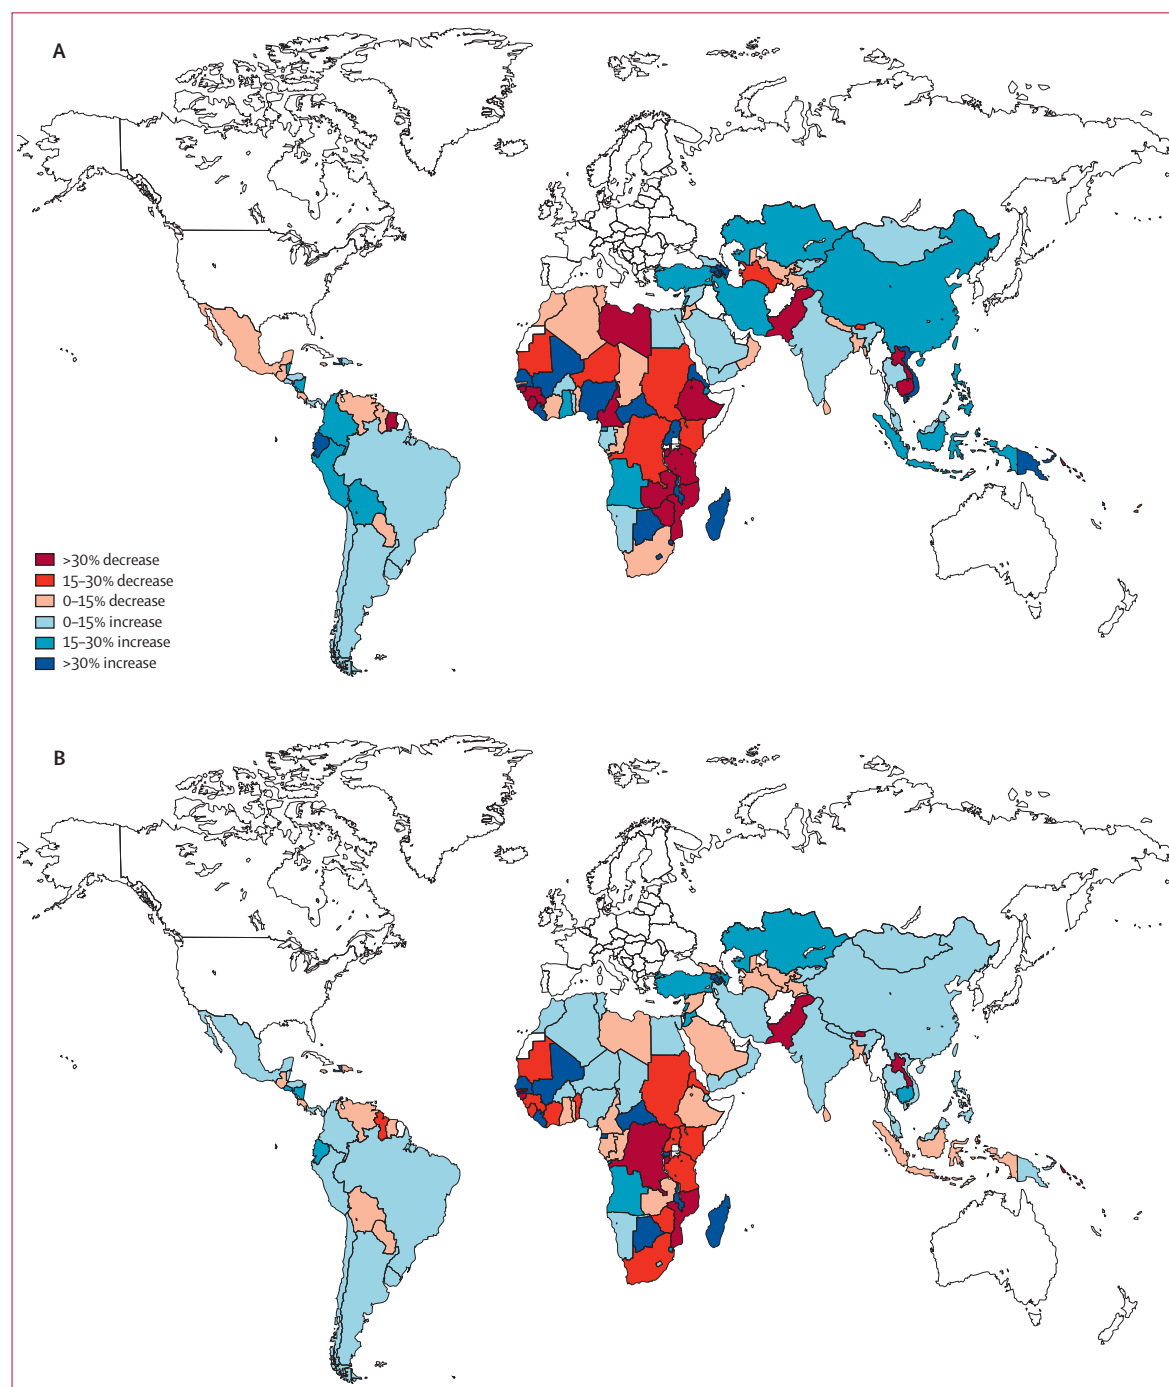 A
>30% decrease
15–30% decrease
0–15% decrease
0–15% increase
15–30% increase
>30% increase
B